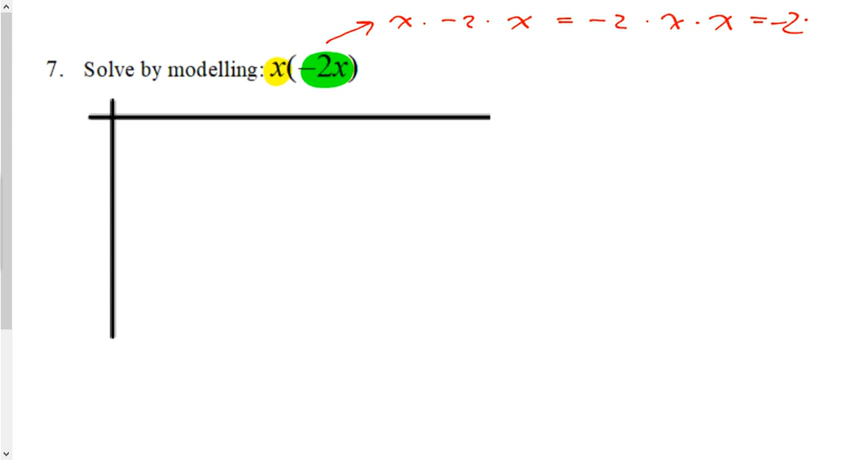 x · -2 · x = -2 · x · x = -2·
7. Solve by modelling: x(−2x)